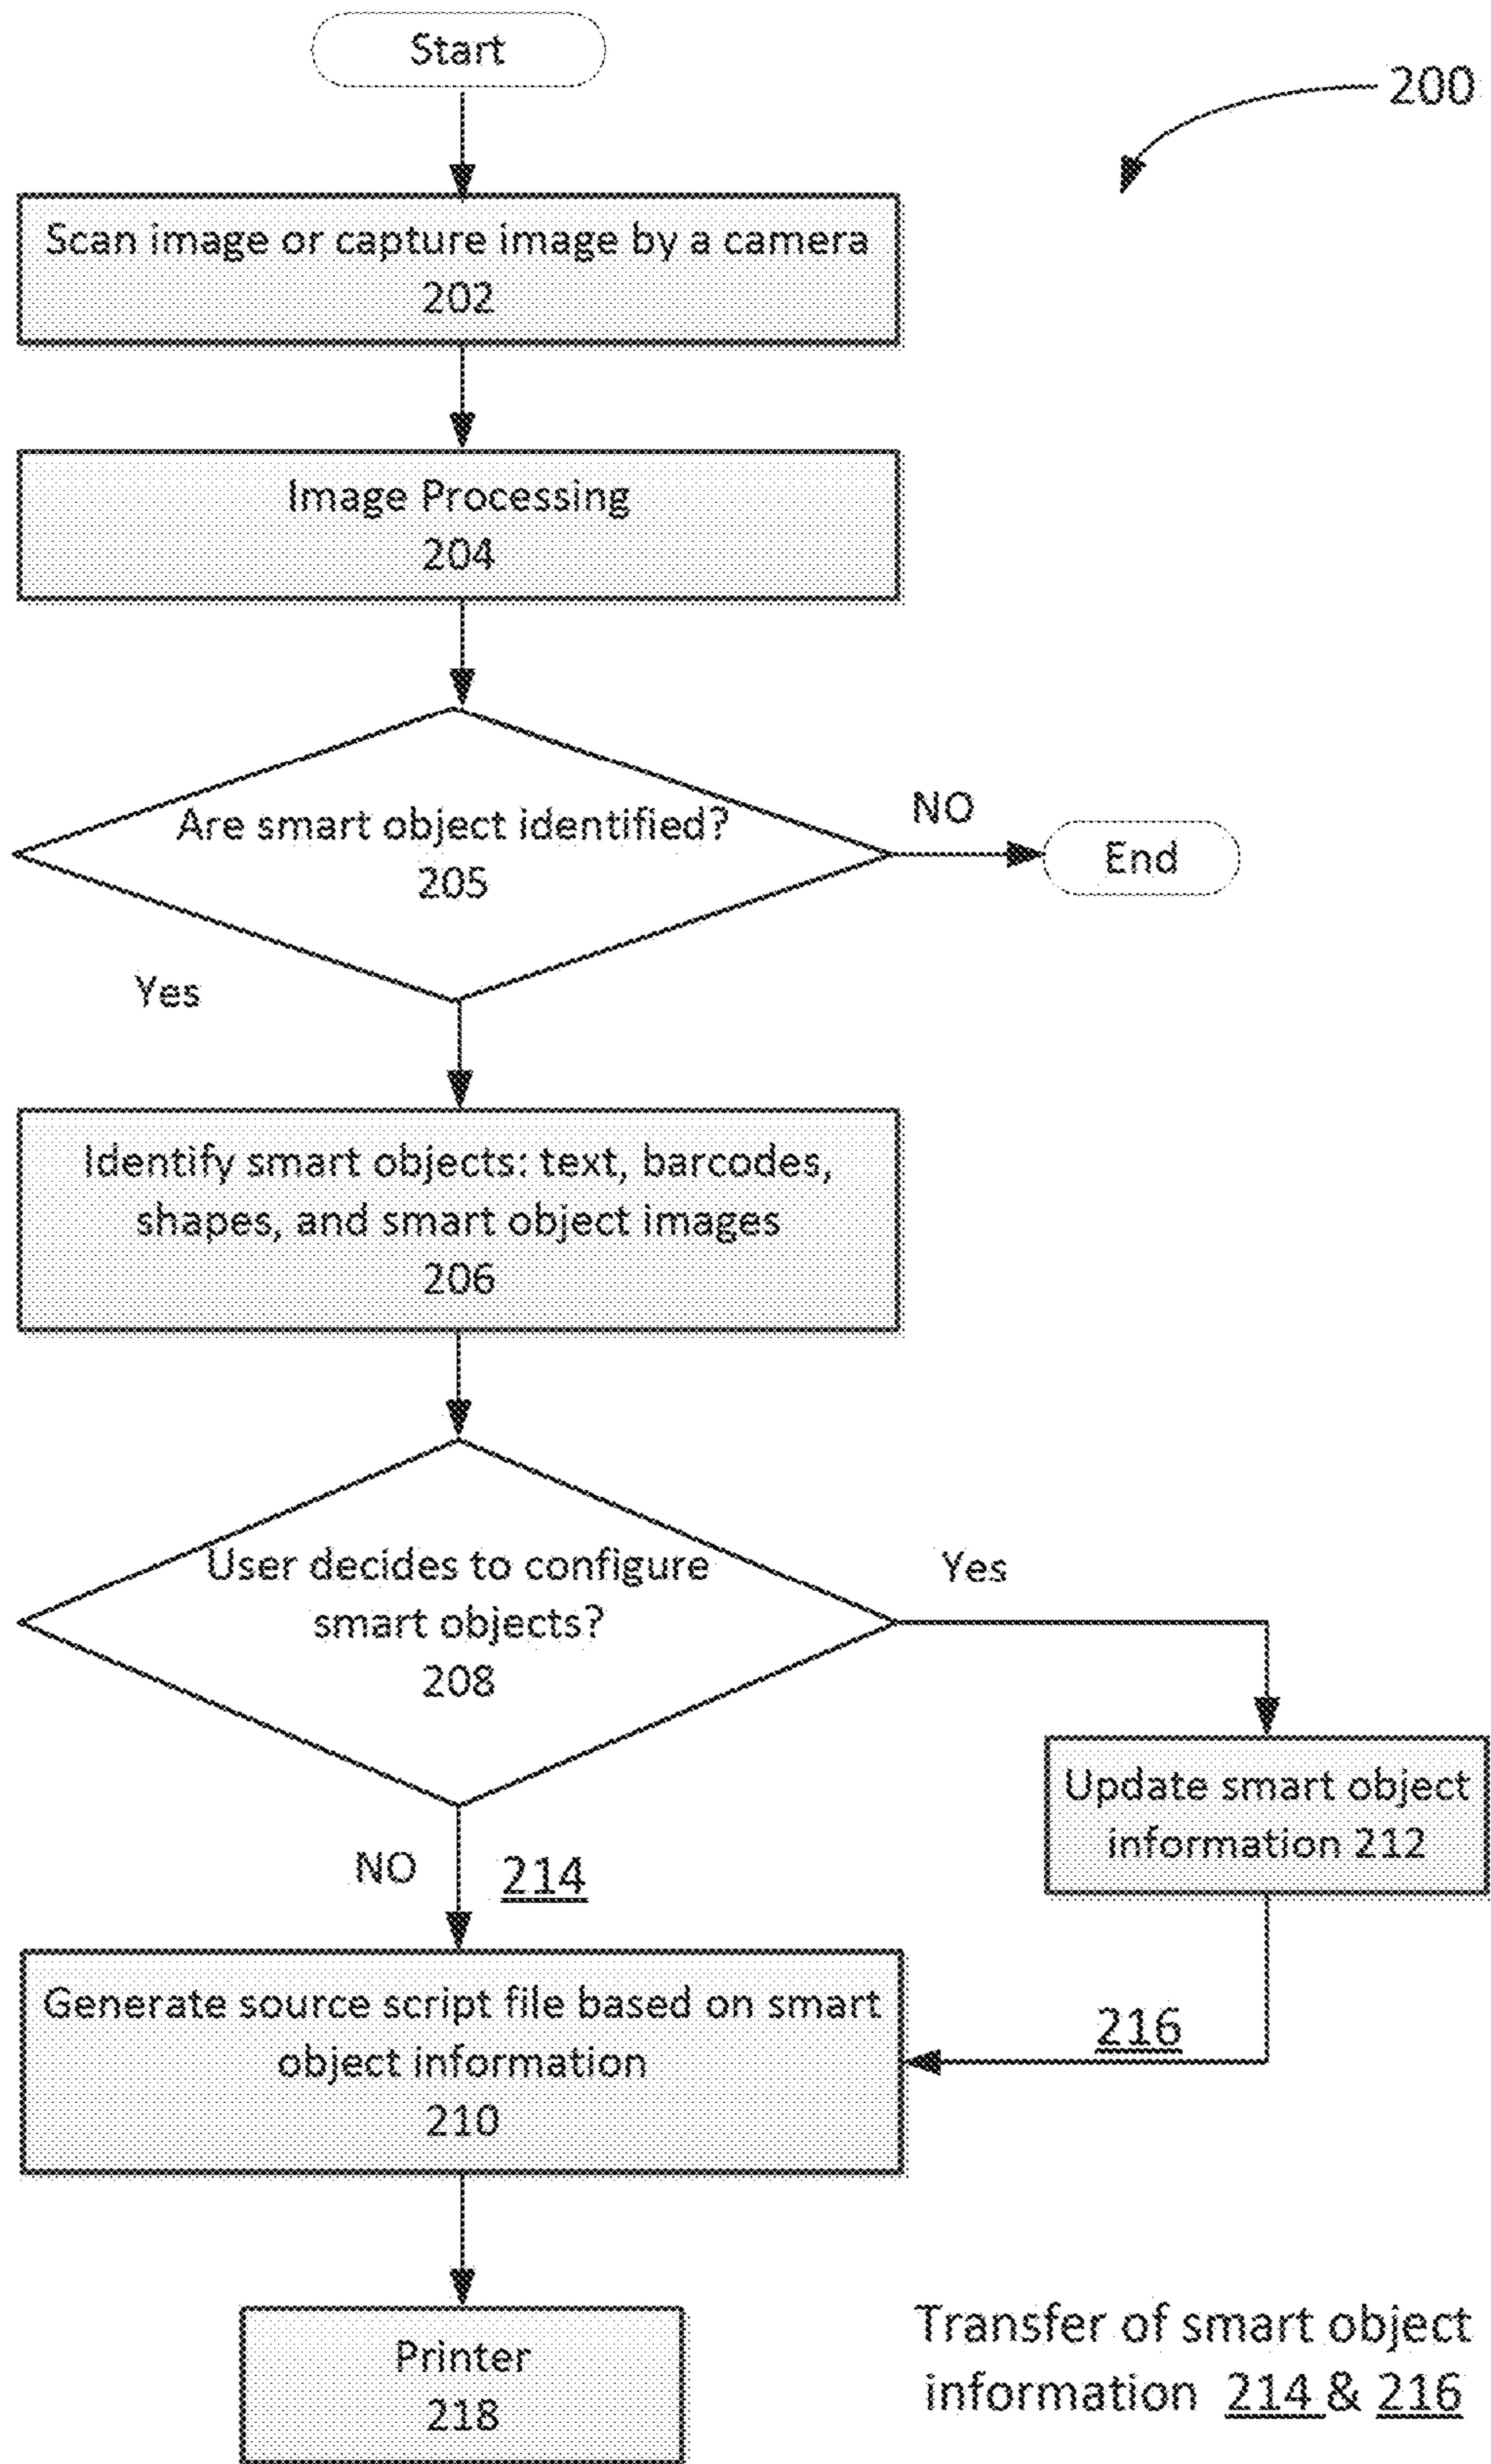 Start
200
Scan image or capture image by a camera
202
Image Processing
204
Are smart object identified?
205
NO
End
Yes
Identify smart objects: text, barcodes,
shapes, and smart object images
206
User decides to configure
smart objects?
208
Yes
Update smart object
information 212
NO
214
Generate source script file based on smart
object information
210
216
Printer
218
Transfer of smart object
information 214 & 216